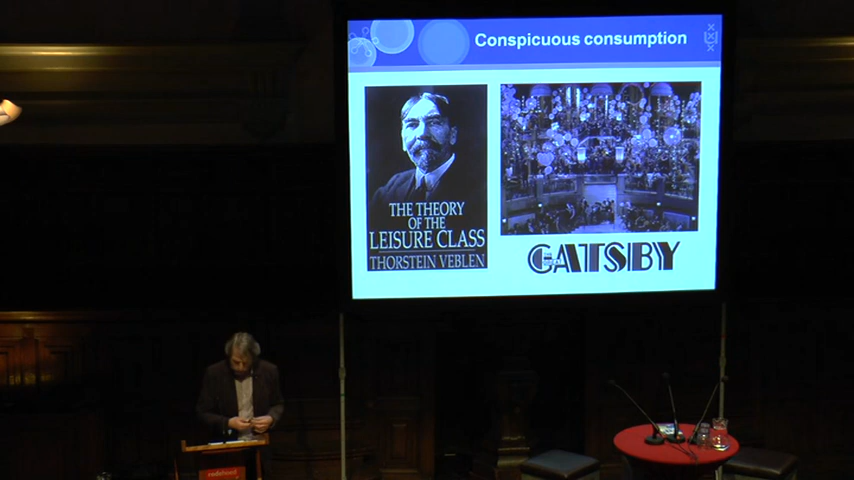 Conspicuous consumption
THE THEORY
OF THE
LEISURE CLASS
THORSTEIN VEBLEN
GATSBY